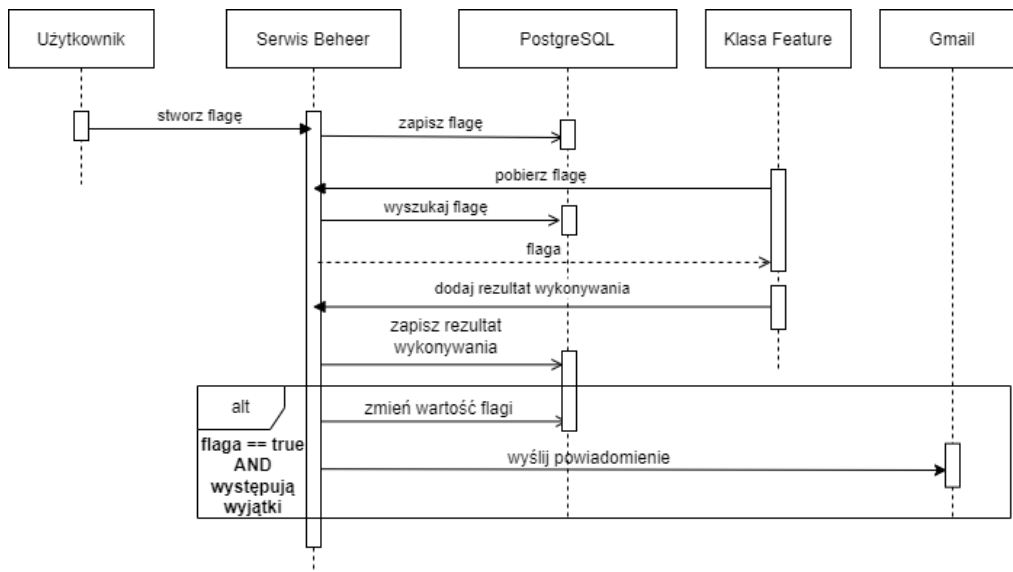 Użytkownik
Serwis Beheer
PostgreSQL
Klasa Feature
Gmail
stworz flagę
zapisz flagę
pobierz flagę
wyszukaj flagę
flaga
dodaj rezultat wykonywania
zapisz rezultat
wykonywania
alt
zmień wartość flagi
flaga == true
AND
występują
wyjątki
wyślij powiadomienie